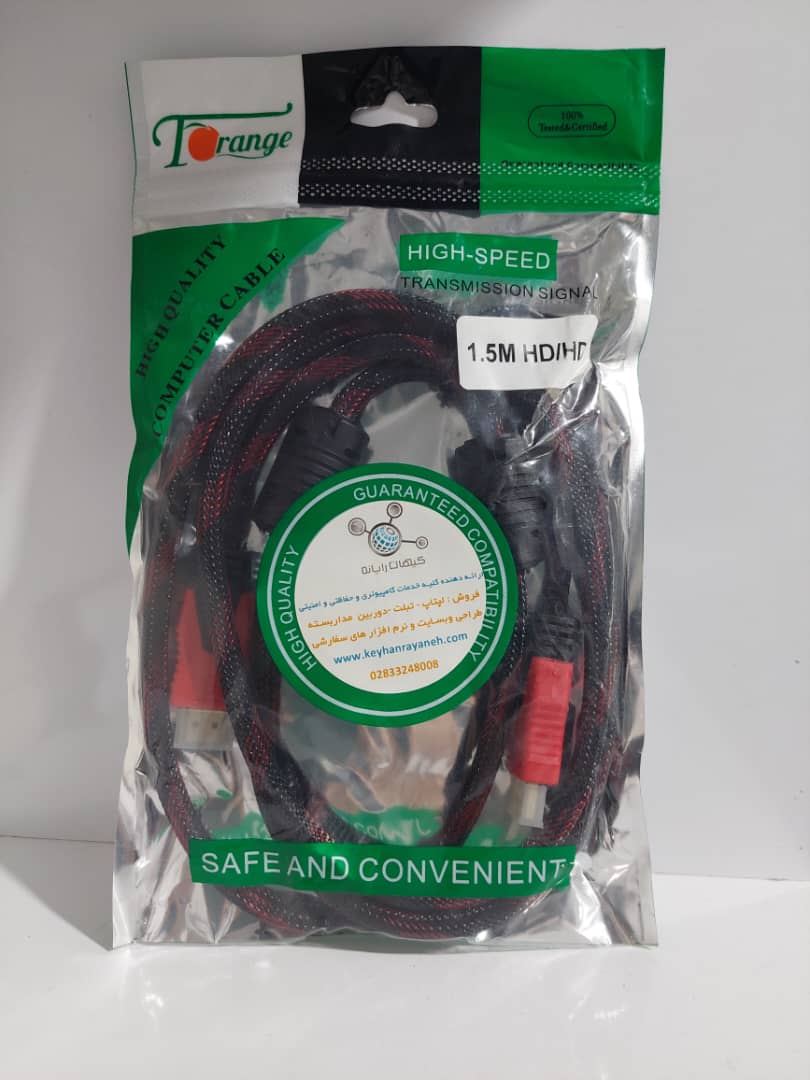 Torange
100%
Tested&Certified
HIGH QUALITY
COMPUTER CABLE
HIGH-SPEED
TRANSMISSION SIGNAL
1.5M HD/HD
GUARANTEED COMPATIBILITY
HIGH QUALITY
کیهان رایانه
ارائه دهنده کلیه خدمات کامپیوتری و حفاظتی و امنیتی
فروش : لپتاپ - تبلت - دوربین مداربسته
طراحی وبسایت و نرم افزار های سفارشی
www.keyhanrayaneh.com
02833248008
SAFE AND CONVENIENT